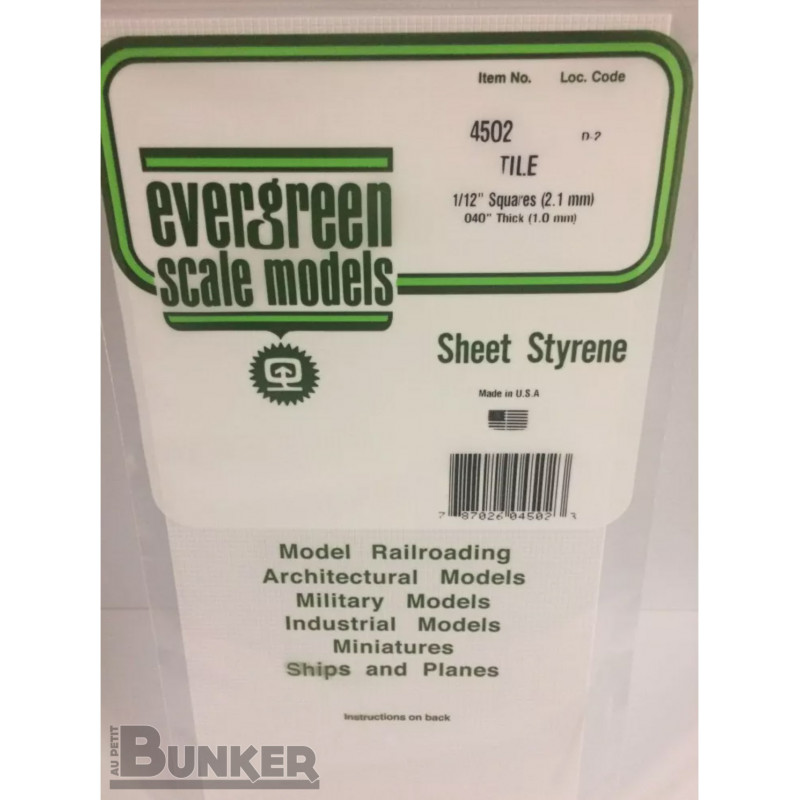 Item No. Loc. Code
4502 D-2
TILE
1/12" Squares (2.1 mm)
.040" Thick (1.0 mm)
evergreen
scale models
Sheet Styrene
Made in U.S.A
7 87026 04502 3
Model Railroading
Architectural Models
Military Models
Industrial Models
Miniatures
Ships and Planes
Instructions on back
AU PETIT
BUNKER